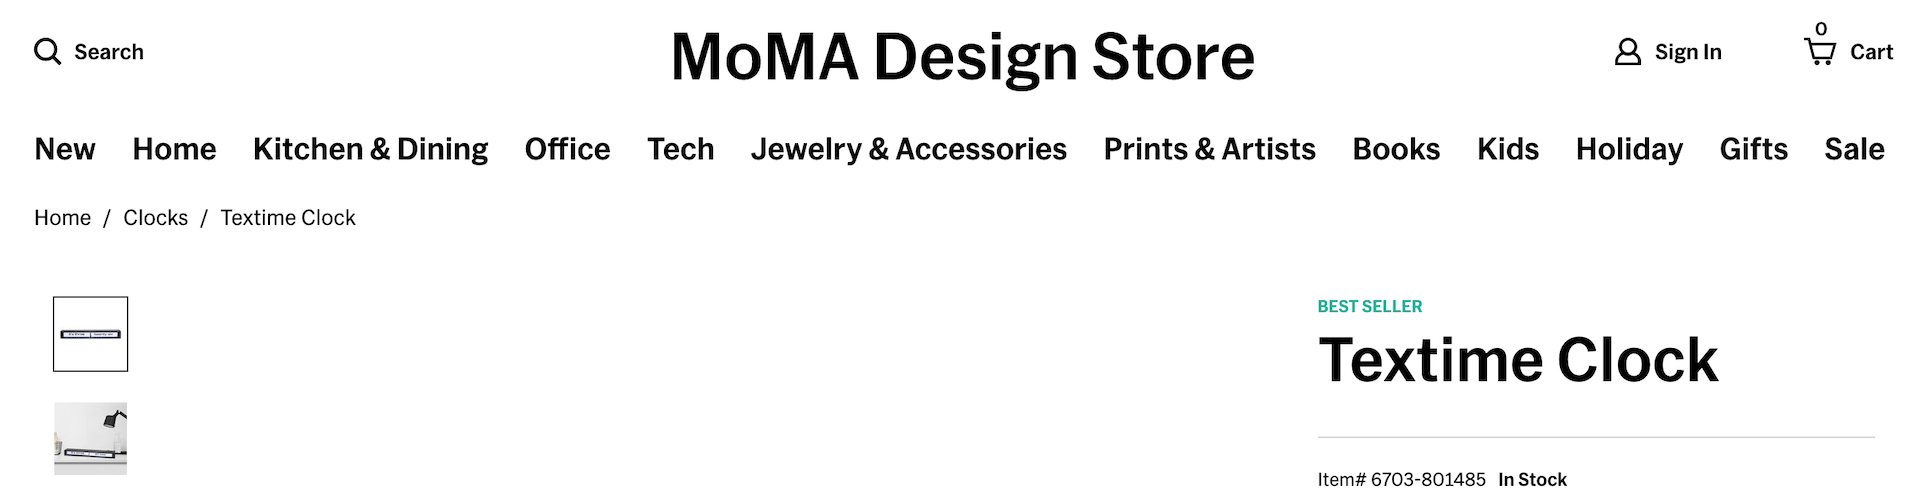 Search
MoMA Design Store
Sign In
0
Cart
New Home Kitchen & Dining Office Tech Jewelry & Accessories Prints & Artists Books Kids Holiday Gifts Sale
Home / Clocks / Textime Clock
BEST SELLER
Textime Clock
Item# 6703-801485 In Stock